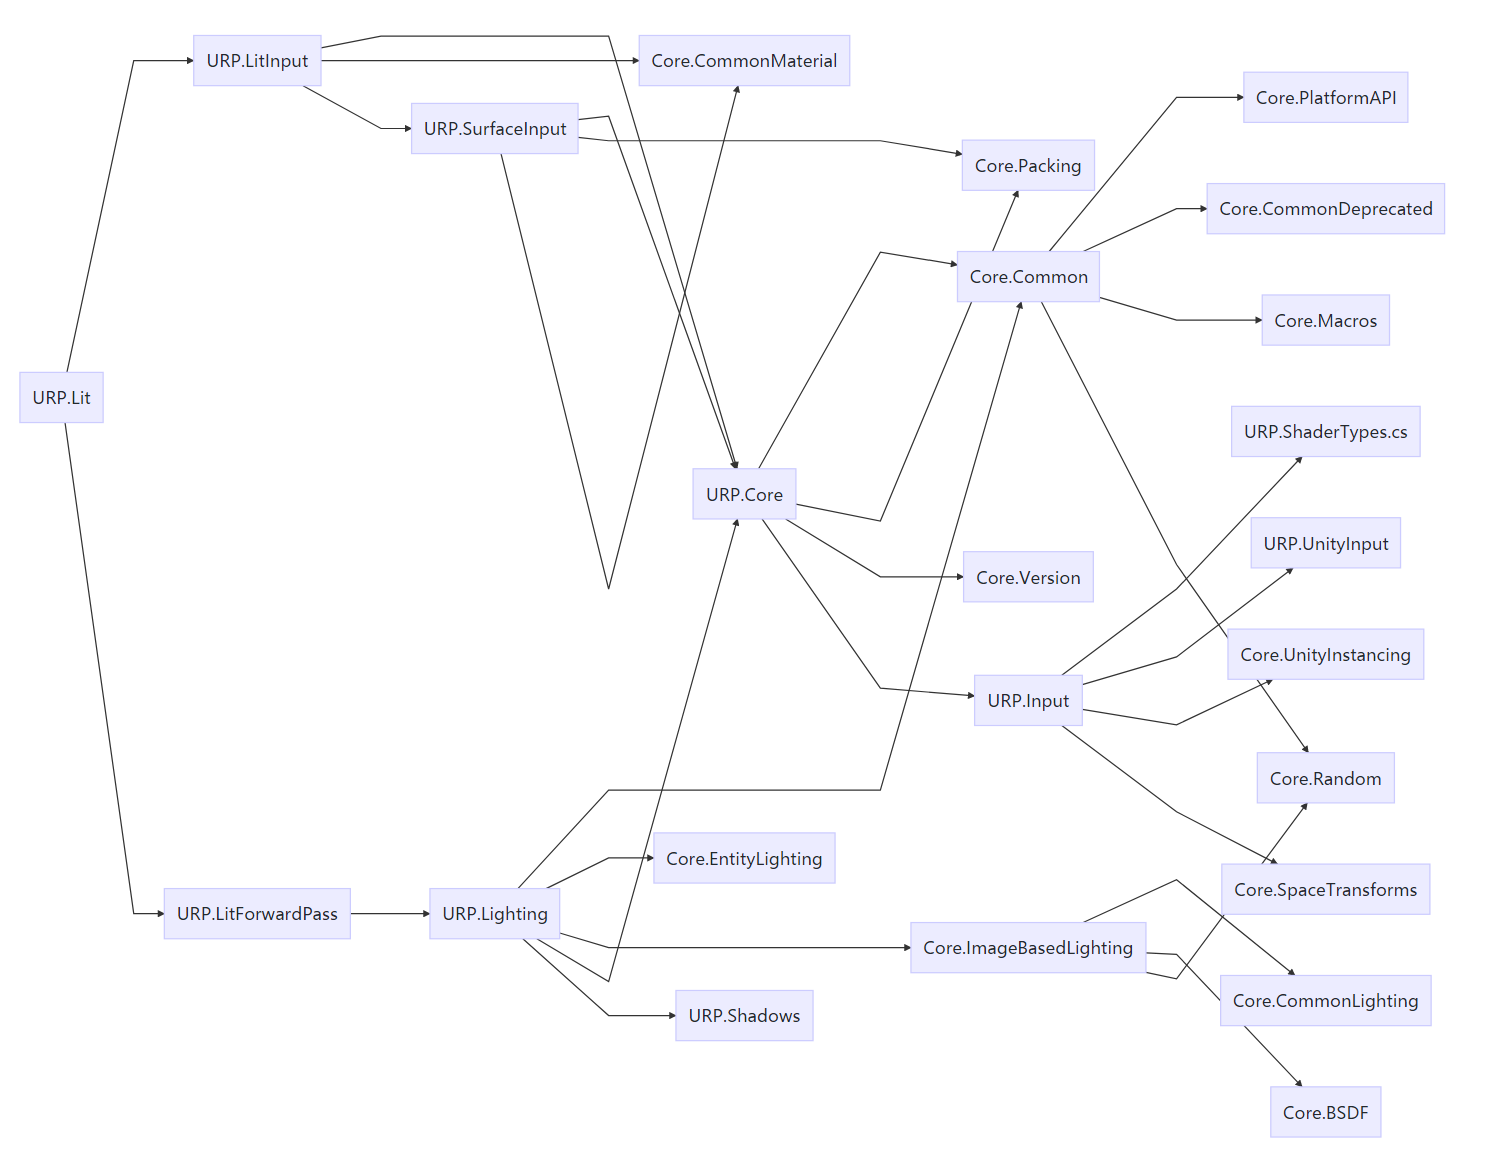 URP.LitInput
Core.CommonMaterial
Core.PlatformAPI
URP.SurfaceInput
Core.Packing
Core.CommonDeprecated
Core.Common
Core.Macros
URP.Lit
URP.ShaderTypes.cs
URP.Core
URP.UnityInput
Core.Version
Core.UnityInstancing
URP.Input
Core.Random
Core.EntityLighting
Core.SpaceTransforms
URP.LitForwardPass
URP.Lighting
Core.ImageBasedLighting
Core.CommonLighting
URP.Shadows
Core.BSDF